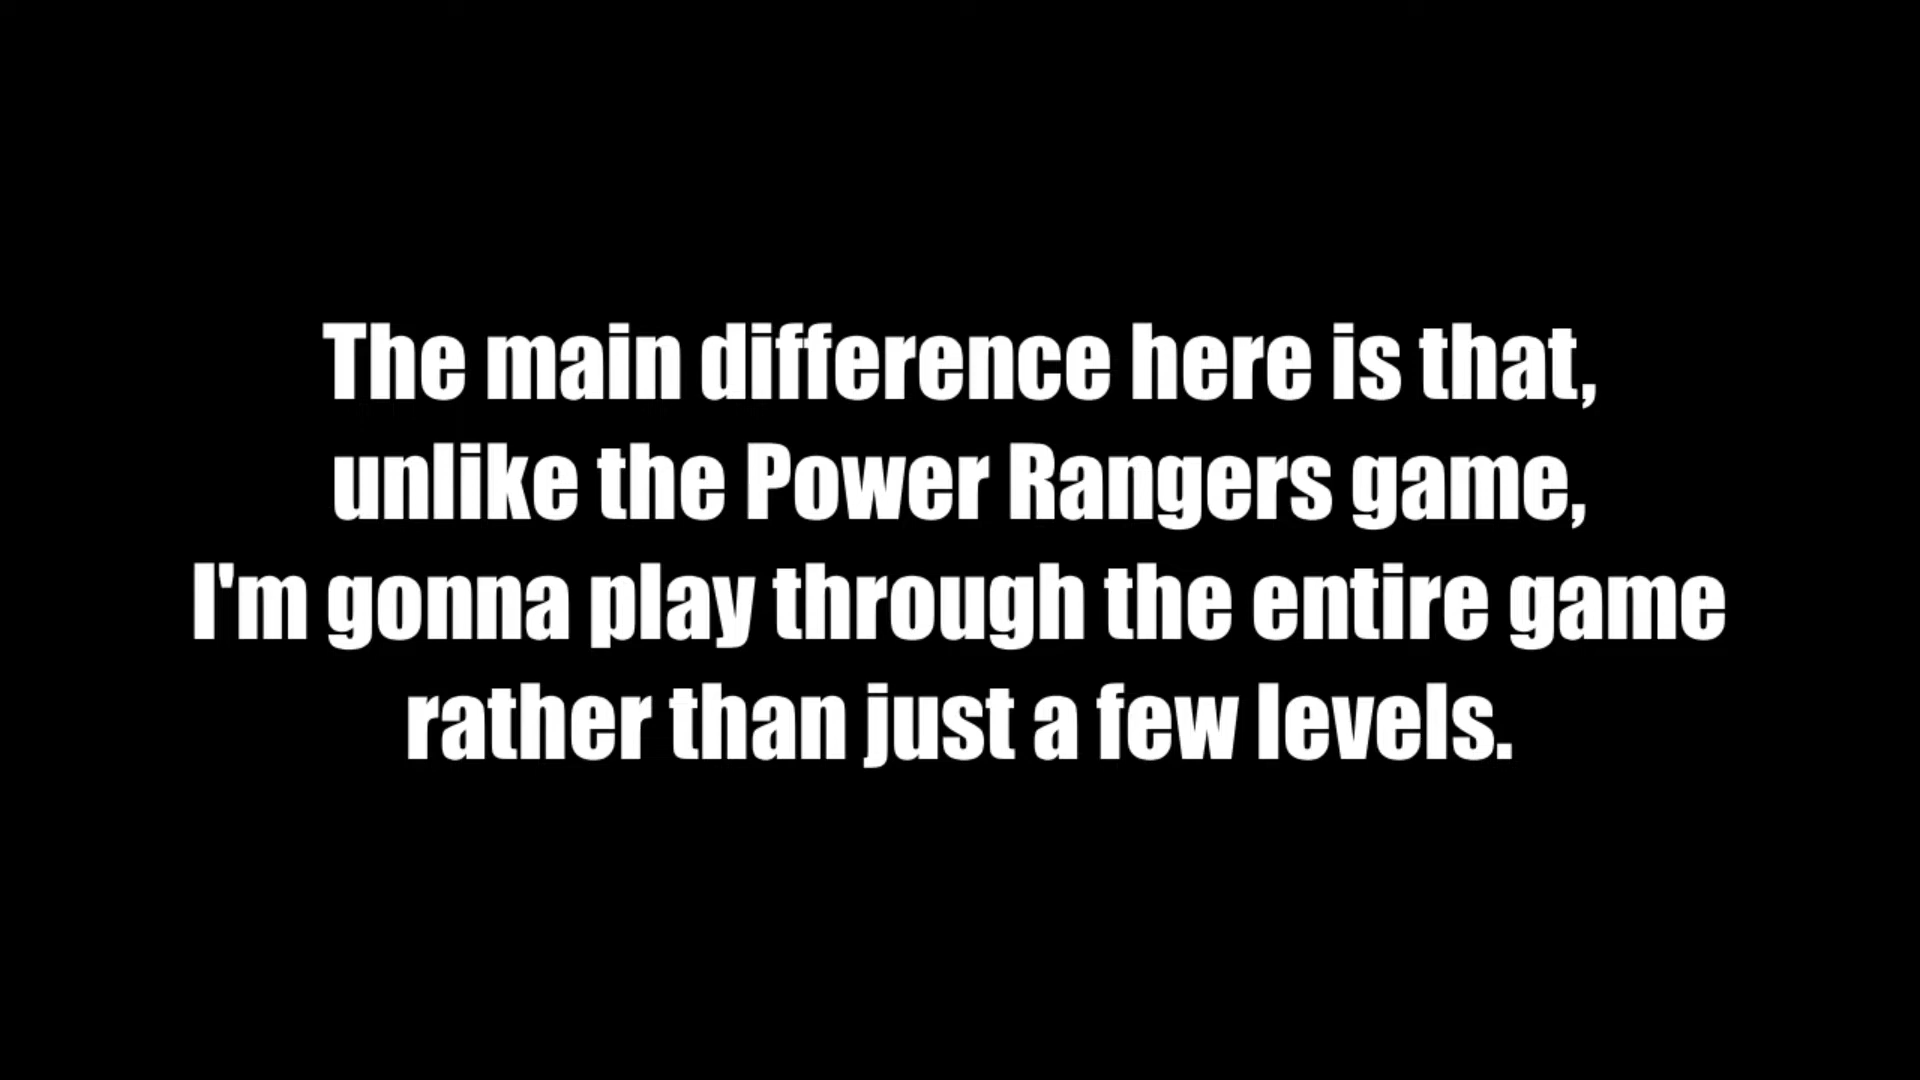 The main difference here is that,
unlike the Power Rangers game,
I'm gonna play through the entire game
rather than just a few levels.